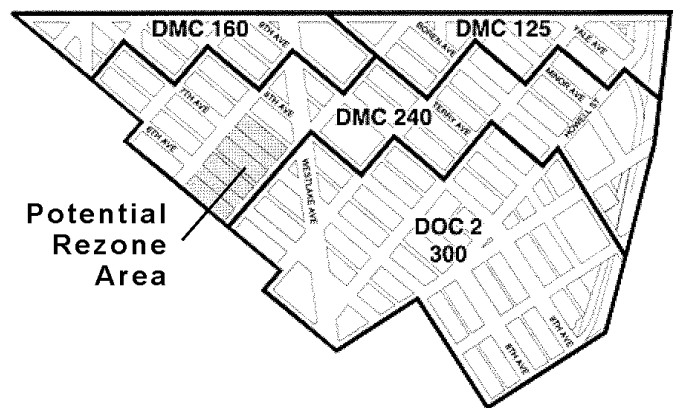 DMC 160
DMC 125
9TH AVE
BOREN AVE
YALE AVE
MINOR AVE
HOWELL ST
7TH AVE
8TH AVE
6TH AVE
DMC 240
TERRY AVE
WESTLAKE AVE
Potential
Rezone
Area
DOC 2
300
9TH AVE
8TH AVE